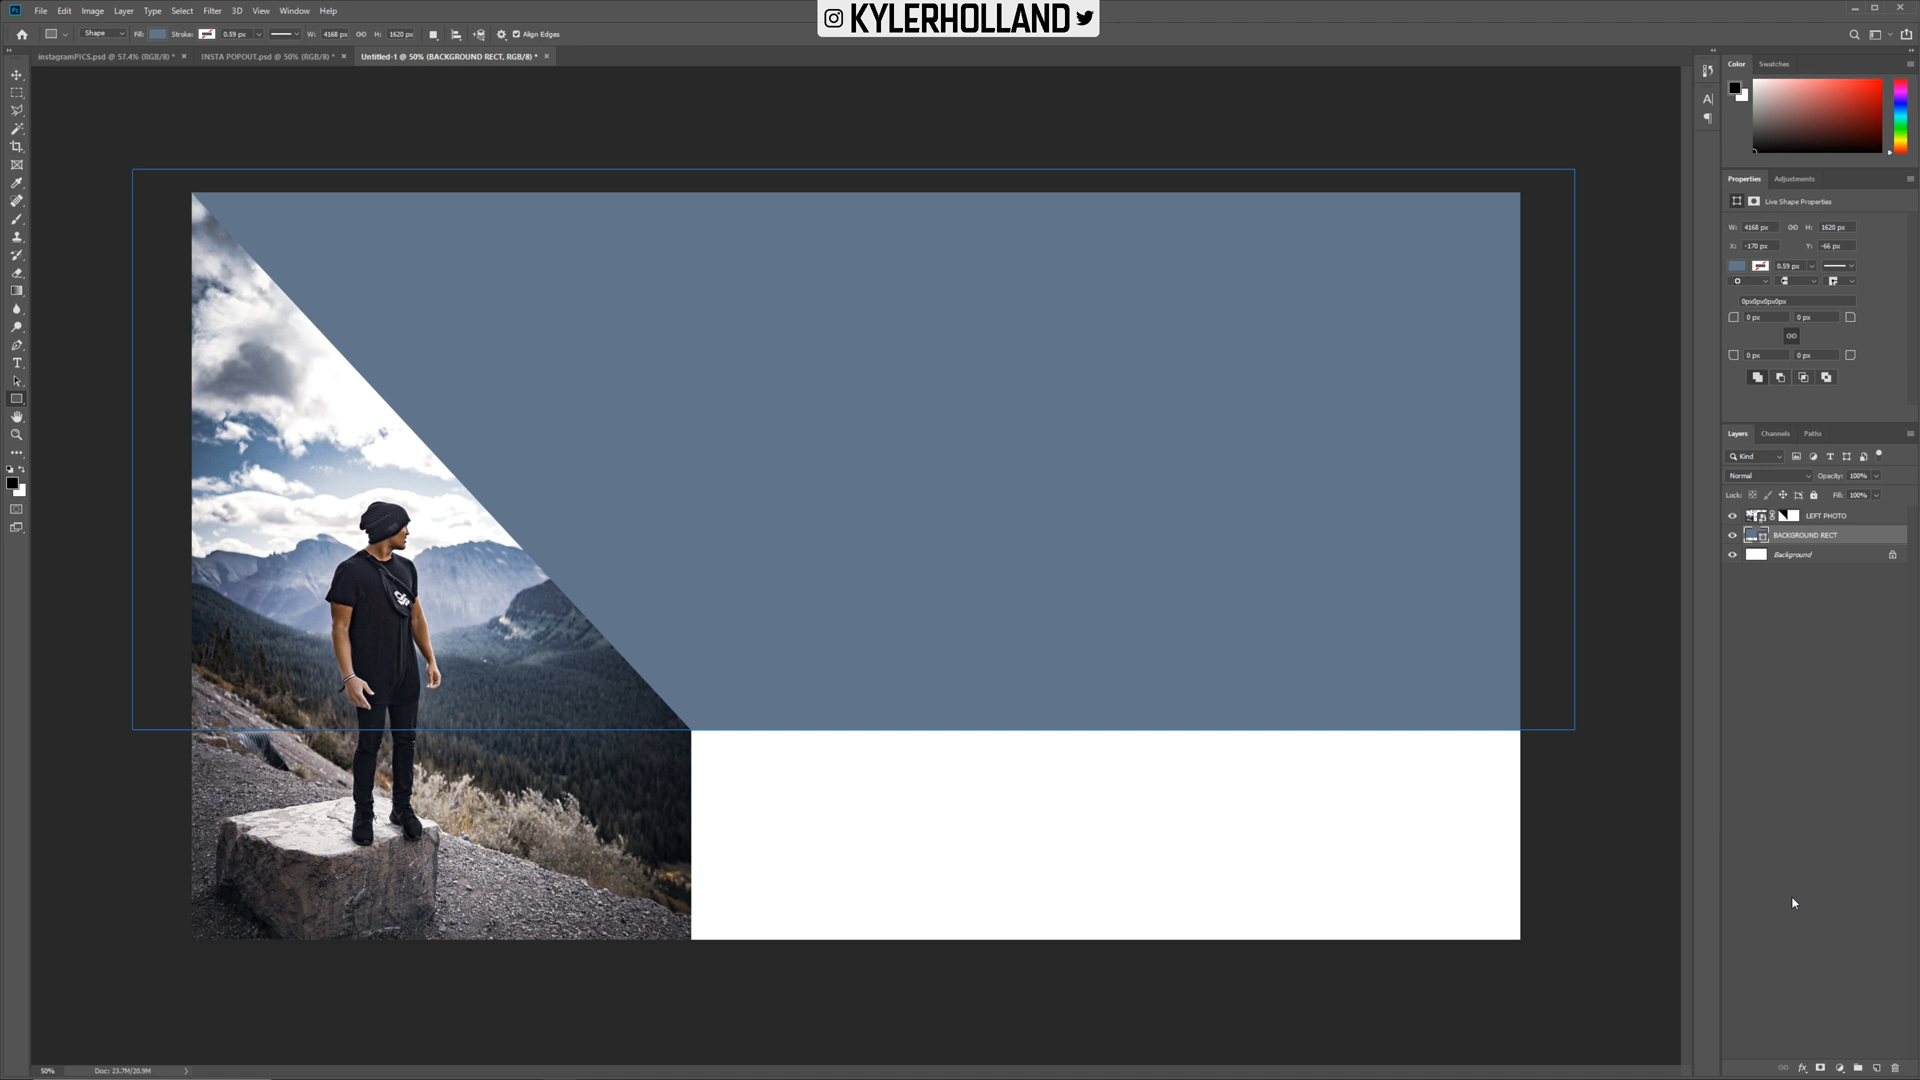 KYLERHOLLAND
Ps File Edit Image Layer Type Select Filter 3D View Window Help
Shape Fill: Stroke: 0.59 px W: 4168 px H: 1620 px Align Edges
instagramPICS.psd @ 57.4% (RGB/8) * × INSTA POPOUT.psd @ 50% (RGB/8) * × Untitled-1 @ 50% (BACKGROUND RECT, RGB/8) * ×
Color Swatches
Properties Adjustments
Live Shape Properties
W: 4168 px H: 1620 px
X: -170 px Y: -66 px
0.59 px
0px0px0px0px
0 px 0 px
0 px 0 px
Layers Channels Paths
Kind
Normal Opacity: 100%
Lock: Fill: 100%
LEFT PHOTO
BACKGROUND RECT
Background
50% Doc: 23.7M/20.9M